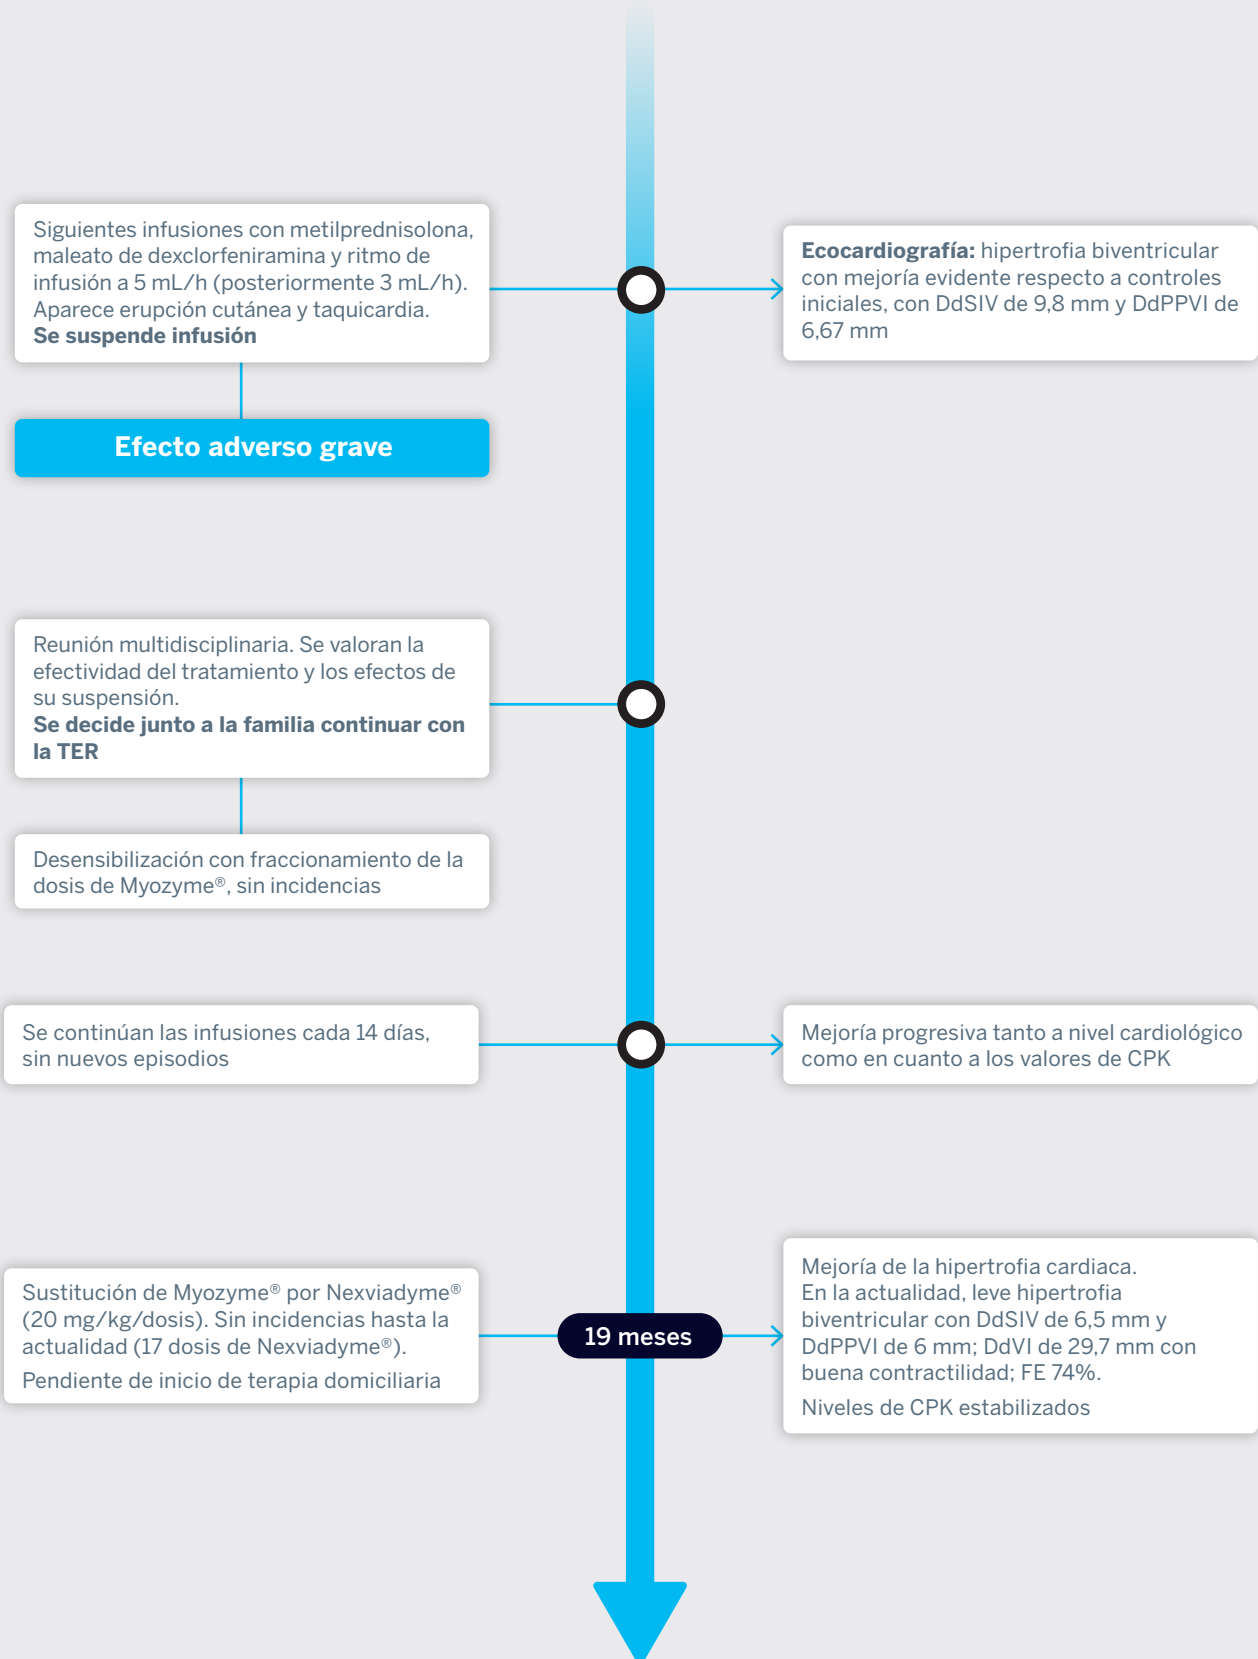 Siguientes infusiones con metilprednisolona,
maleato de dexclorfeniramina y ritmo de
infusión a 5 mL/h (posteriormente 3 mL/h).
Aparece erupción cutánea y taquicardia.
Se suspende infusión
Ecocardiografía: hipertrofia biventricular
con mejoría evidente respecto a controles
iniciales, con DdSIV de 9,8 mm y DdPPVI de
6,67 mm
Efecto adverso grave
Reunión multidisciplinaria. Se valoran la
efectividad del tratamiento y los efectos de
su suspensión.
Se decide junto a la familia continuar con
la TER
Desensibilización con fraccionamiento de la
dosis de Myozyme®, sin incidencias
Se continúan las infusiones cada 14 días,
sin nuevos episodios
Mejoría progresiva tanto a nivel cardiológico
como en cuanto a los valores de CPK
Sustitución de Myozyme® por Nexviadyme®
(20 mg/kg/dosis). Sin incidencias hasta la
actualidad (17 dosis de Nexviadyme®).
Pendiente de inicio de terapia domiciliaria
19 meses
Mejoría de la hipertrofia cardiaca.
En la actualidad, leve hipertrofia
biventricular con DdSIV de 6,5 mm y
DdPPVI de 6 mm; DdVI de 29,7 mm con
buena contractilidad; FE 74%.
Niveles de CPK estabilizados